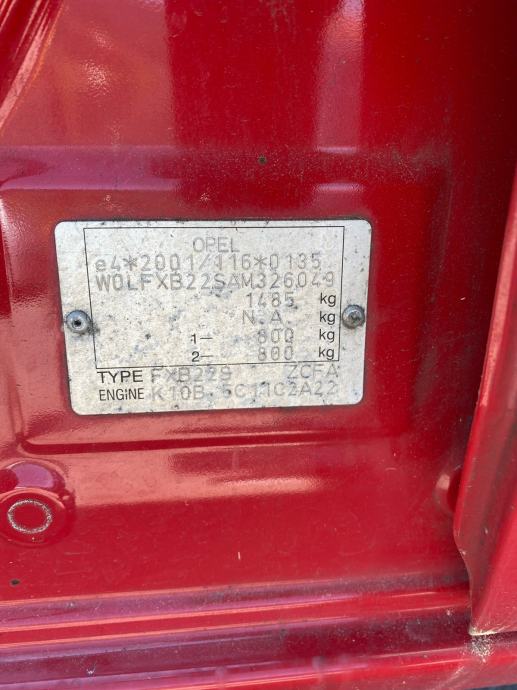 OPEL
e4*2001/116*0135
W0LFXB22SAM326049
1485 kg
N.A kg
1— 800 kg
2— 800 kg
TYPE FXB229 ZCFA
ENGINE K10B 5C11C2A22